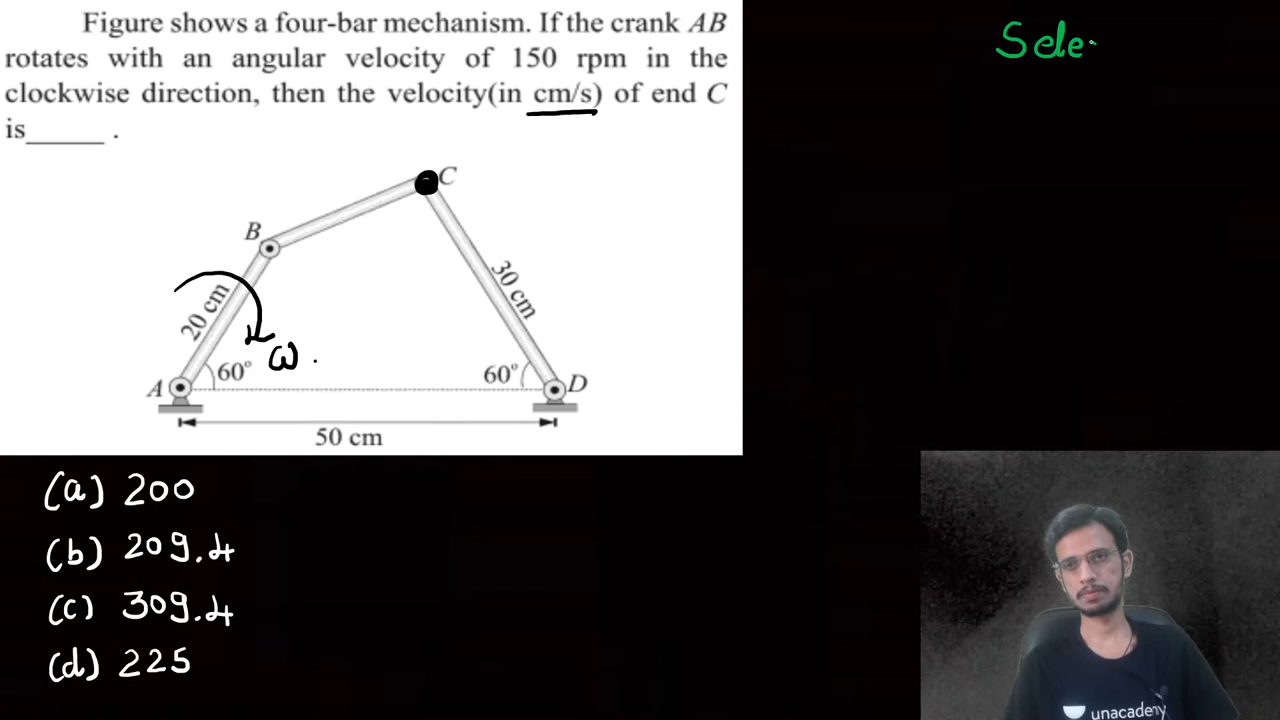 Figure shows a four-bar mechanism. If the crank AB
rotates with an angular velocity of 150 rpm in the
clockwise direction, then the velocity(in cm/s) of end C
is_____ .
Sole
C
B
20 cm
30 cm
ω
A
60°
60°
D
50 cm
(a) 200
(b) 209.4
(c) 309.4
(d) 225
unacademy